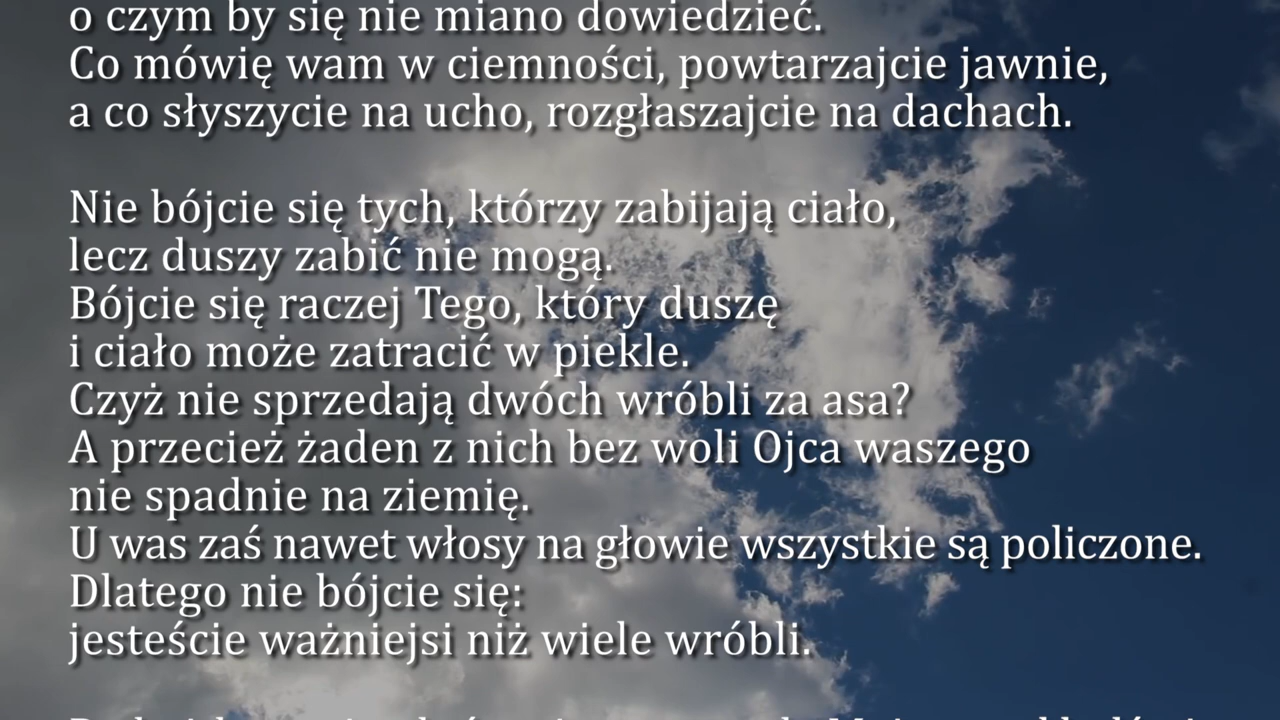 o czym by się nie miano dowiedzieć.
Co mówię wam w ciemności, powtarzajcie jawnie,
a co słyszycie na ucho, rozgłaszajcie na dachach.
Nie bójcie się tych, którzy zabijają ciało,
lecz duszy zabić nie mogą.
Bójcie się raczej Tego, który duszę
i ciało może zatracić w piekle.
Czyż nie sprzedają dwóch wróbli za asa?
A przecież żaden z nich bez woli Ojca waszego
nie spadnie na ziemię.
U was zaś nawet włosy na głowie wszystkie są policzone.
Dlatego nie bójcie się:
jesteście ważniejsi niż wiele wróbli.